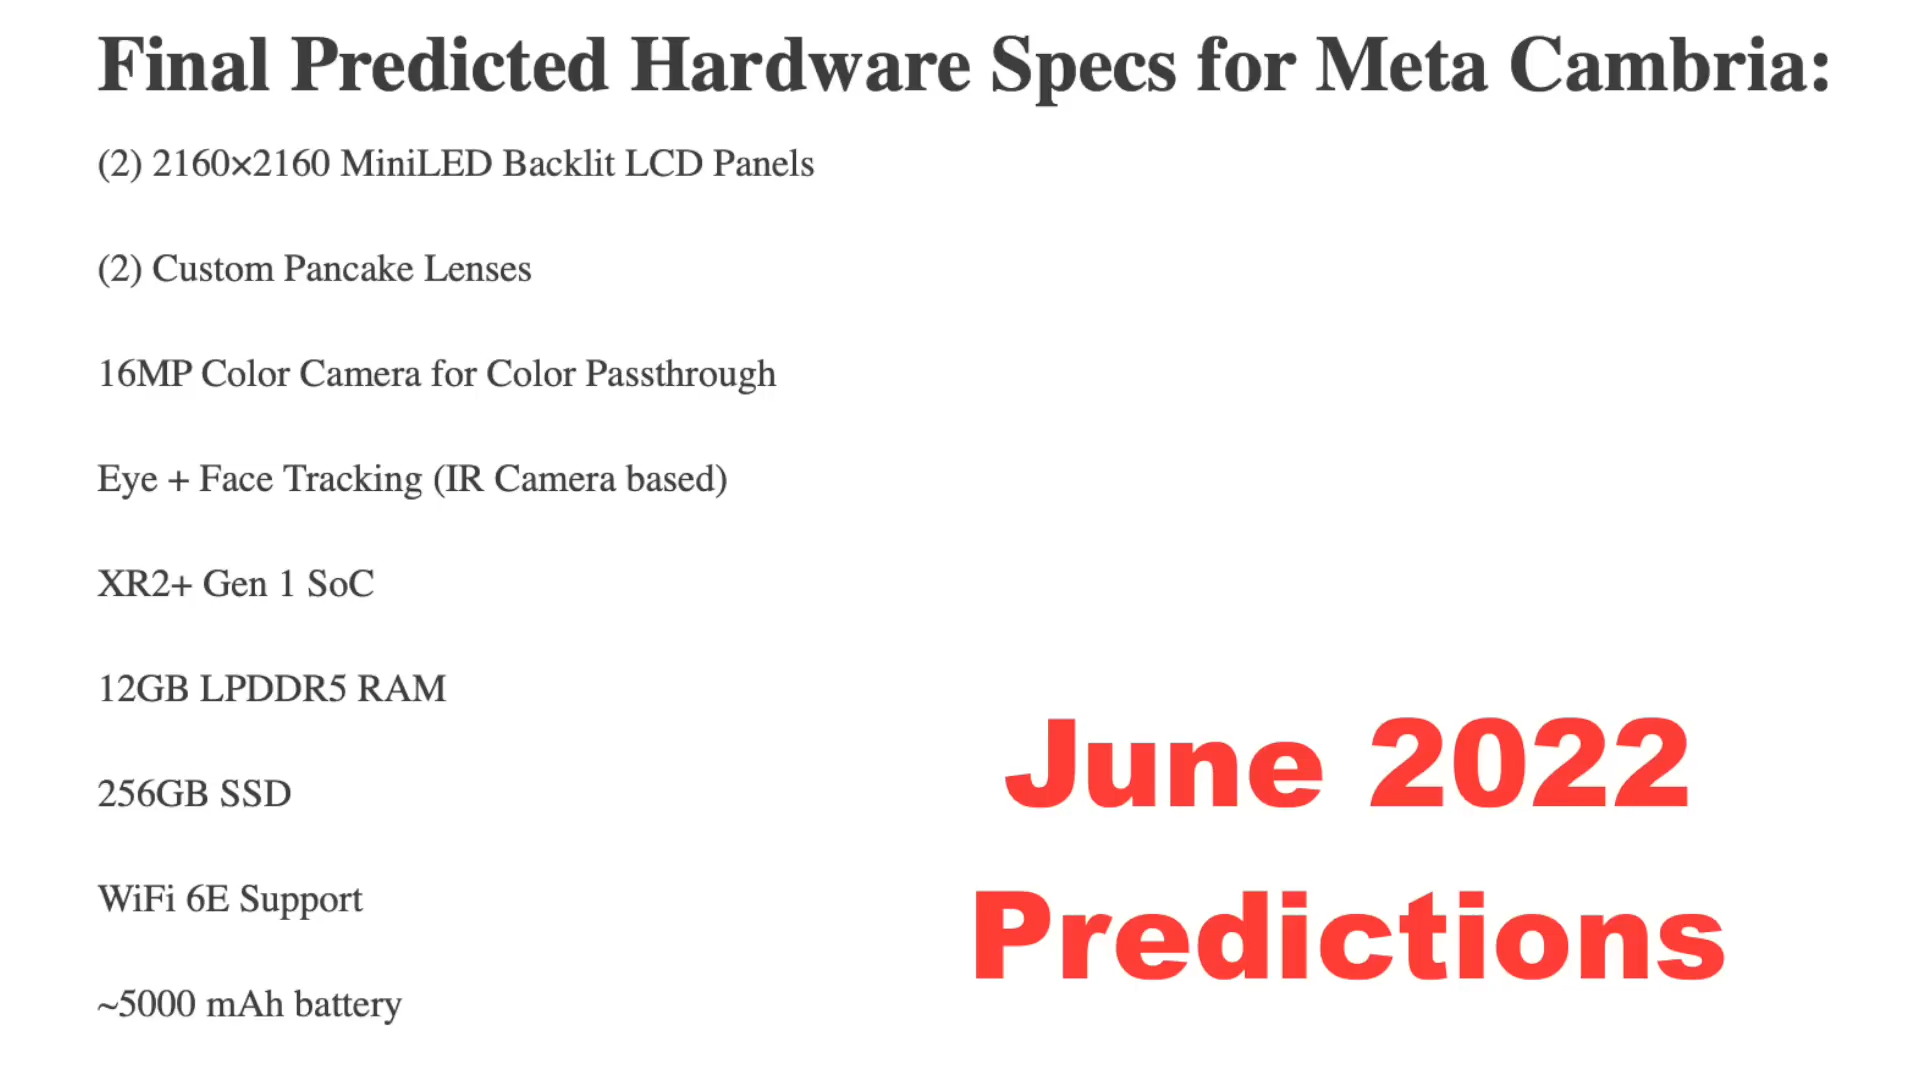 Final Predicted Hardware Specs for Meta Cambria:
(2) 2160×2160 MiniLED Backlit LCD Panels
(2) Custom Pancake Lenses
16MP Color Camera for Color Passthrough
Eye + Face Tracking (IR Camera based)
XR2+ Gen 1 SoC
12GB LPDDR5 RAM
256GB SSD
WiFi 6E Support
~5000 mAh battery
June 2022
Predictions